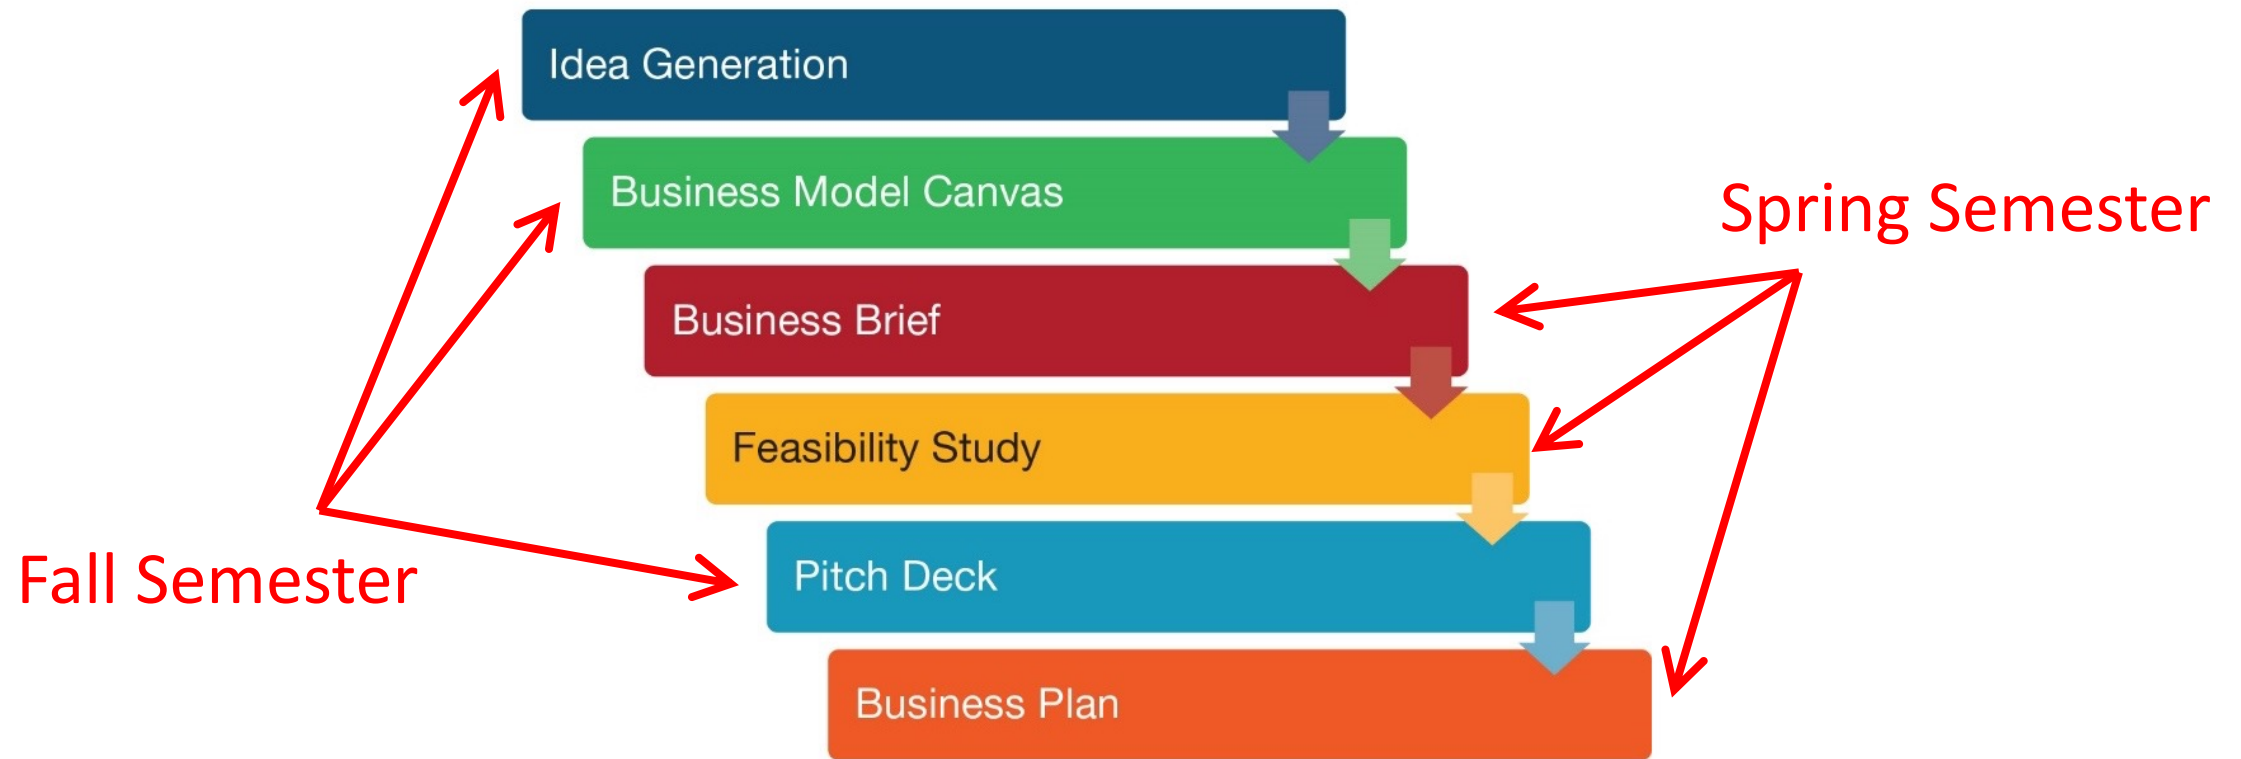 Idea Generation
Business Model Canvas
Spring Semester
Business Brief
Feasibility Study
Fall Semester
Pitch Deck
Business Plan